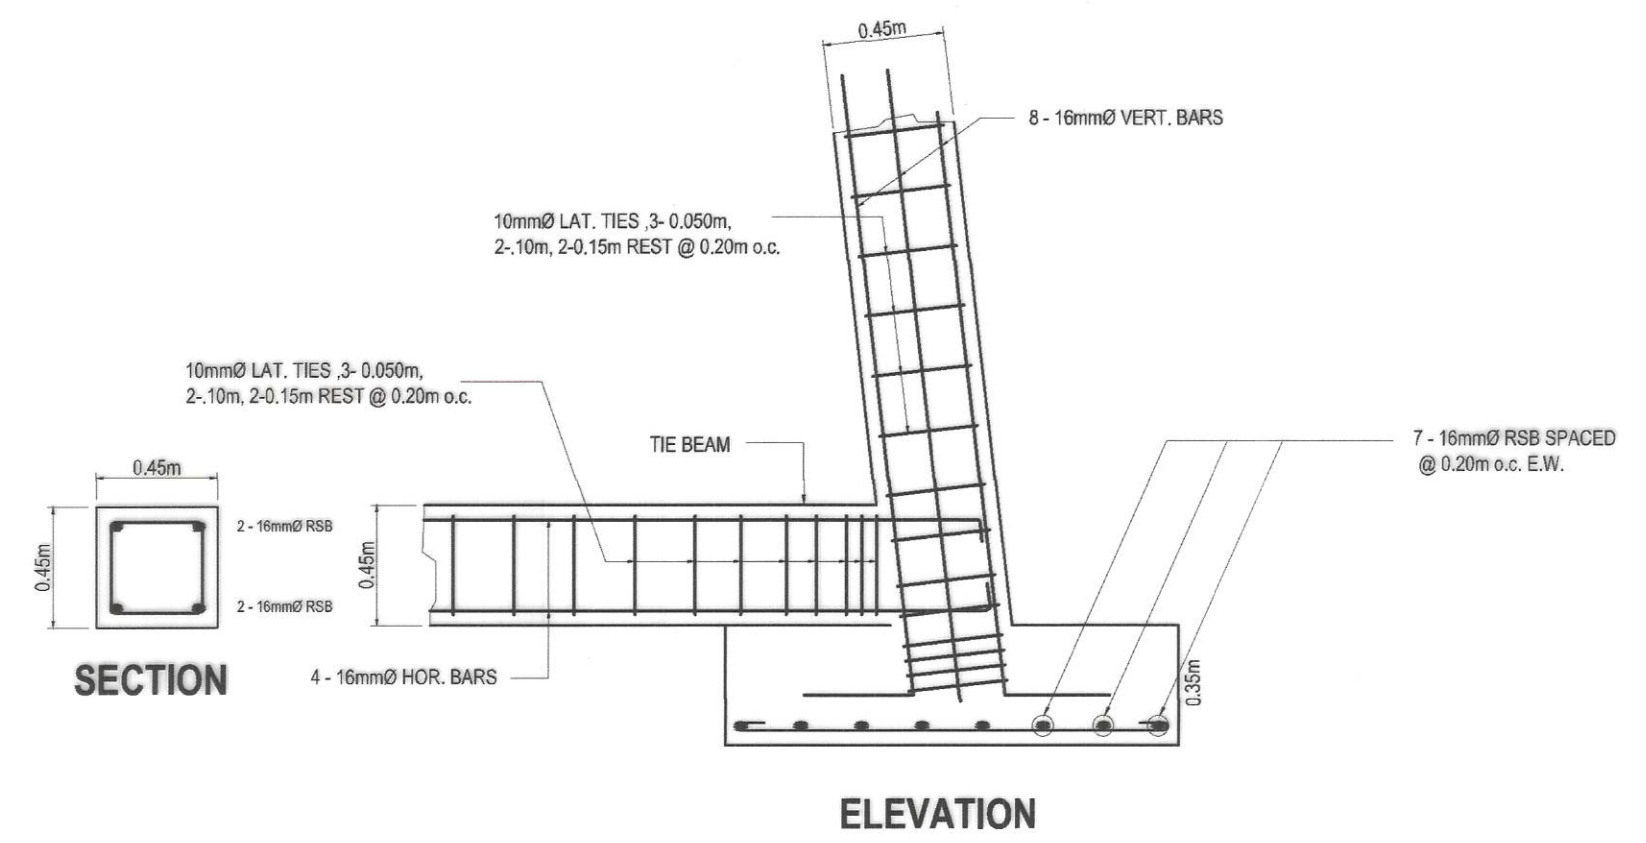 0.45m
8 - 16mmØ VERT. BARS
10mmØ LAT. TIES ,3- 0.050m,
2-.10m, 2-0.15m REST @ 0.20m o.c.
10mmØ LAT. TIES ,3- 0.050m,
2-.10m, 2-0.15m REST @ 0.20m o.c.
TIE BEAM
7 - 16mmØ RSB SPACED
@ 0.20m o.c. E.W.
0.45m
0.45m
2 - 16mmØ RSB
2 - 16mmØ RSB
SECTION
0.45m
4 - 16mmØ HOR. BARS
0.35m
ELEVATION